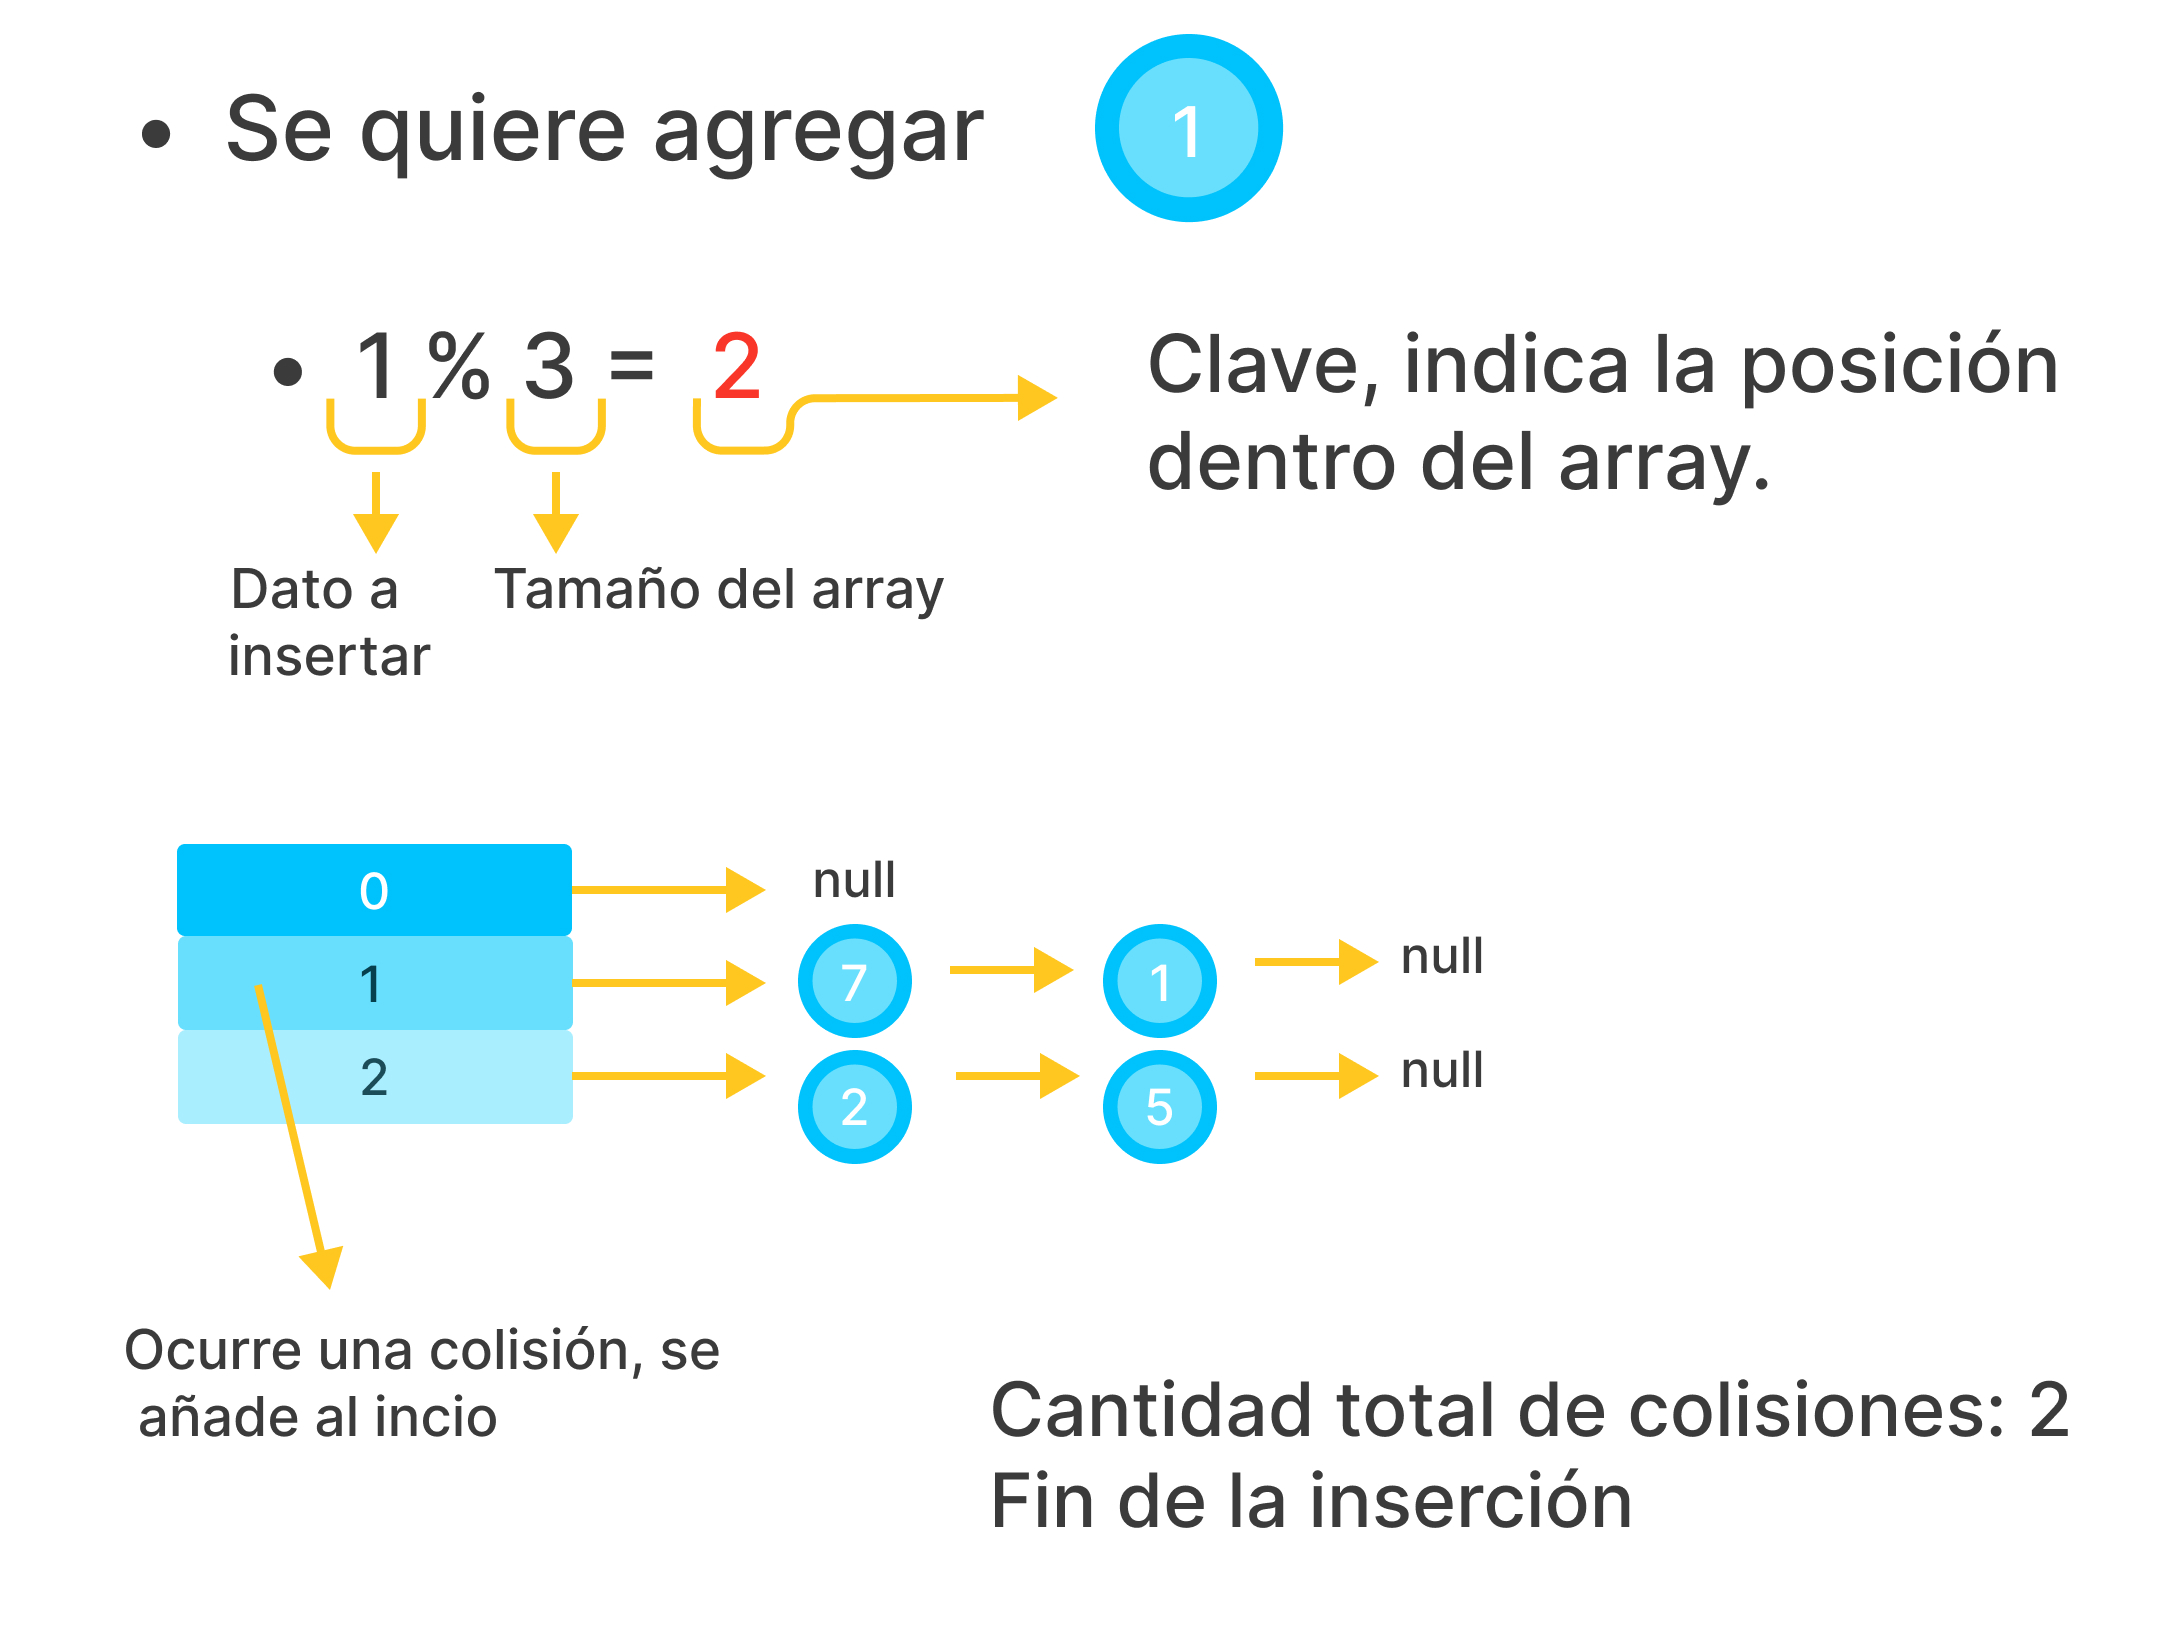 • Se quiere agregar 1
• 1 % 3 = 2
Clave, indica la posición
dentro del array.
Dato a
insertar
Tamaño del array
0 null
1 7 1 null
2 2 5 null
Ocurre una colisión, se
añade al incio
Cantidad total de colisiones: 2
Fin de la inserción